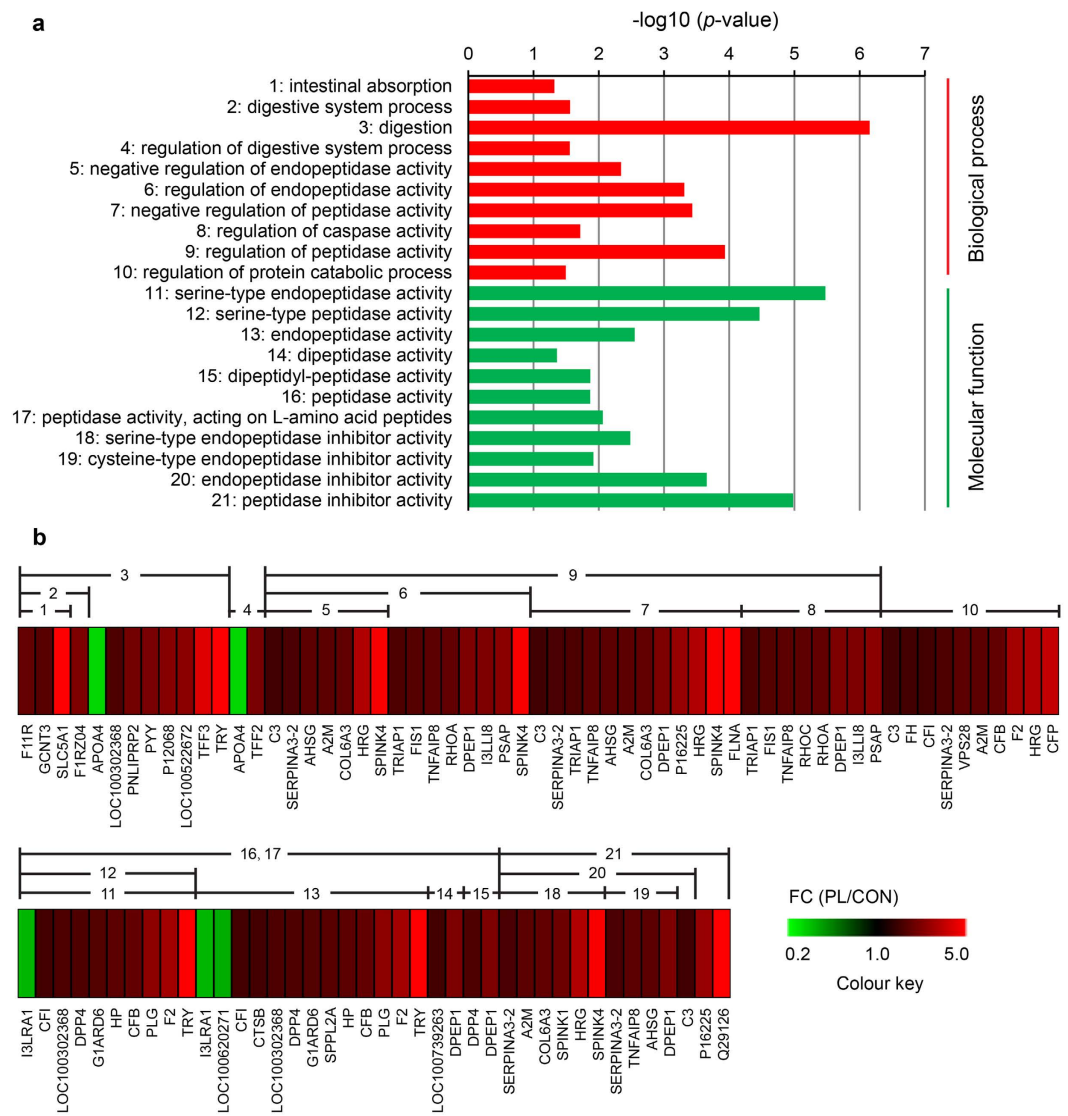 a
-log10 (p-value)
0 1 2 3 4 5 6 7
1: intestinal absorption
2: digestive system process
3: digestion
4: regulation of digestive system process
5: negative regulation of endopeptidase activity
6: regulation of endopeptidase activity
7: negative regulation of peptidase activity
8: regulation of caspase activity
9: regulation of peptidase activity
10: regulation of protein catabolic process
11: serine-type endopeptidase activity
12: serine-type peptidase activity
13: endopeptidase activity
14: dipeptidase activity
15: dipeptidyl-peptidase activity
16: peptidase activity
17: peptidase activity, acting on L-amino acid peptides
18: serine-type endopeptidase inhibitor activity
19: cysteine-type endopeptidase inhibitor activity
20: endopeptidase inhibitor activity
21: peptidase inhibitor activity
Biological process
Molecular function
b
3 9
2 6
1 4 5 7 8 10
F11R
GCNT3
SLC5A1
F1RZ04
APOA4
LOC100302368
PNLIPRP2
PYY
P12068
LOC100522672
TFF3
TRY
APOA4
TFF2
C3
SERPINA3-2
AHSG
A2M
COL6A3
HRG
SPINK4
TRIAP1
FIS1
TNFAIP8
RHOA
DPEP1
I3LLI8
PSAP
SPINK4
C3
SERPINA3-2
TRIAP1
TNFAIP8
AHSG
A2M
COL6A3
DPEP1
P16225
HRG
SPINK4
FLNA
TRIAP1
FIS1
TNFAIP8
RHOC
RHOA
DPEP1
I3LLI8
PSAP
C3
FH
CFI
SERPINA3-2
VPS28
A2M
CFB
F2
HRG
CFP
16, 17 21
12 20
11 13 14 15 18 19
I3LRA1
CFI
LOC100302368
DPP4
G1ARD6
HP
CFB
PLG
F2
TRY
I3LRA1
LOC100620271
CFI
CTSB
LOC100302368
DPP4
G1ARD6
SPPL2A
HP
CFB
PLG
F2
TRY
LOC100739263
DPEP1
DPP4
DPEP1
SERPINA3-2
A2M
COL6A3
SPINK1
HRG
SPINK4
SERPINA3-2
TNFAIP8
AHSG
DPEP1
C3
P16225
Q29126
FC (PL/CON)
0.2 1.0 5.0
Colour key